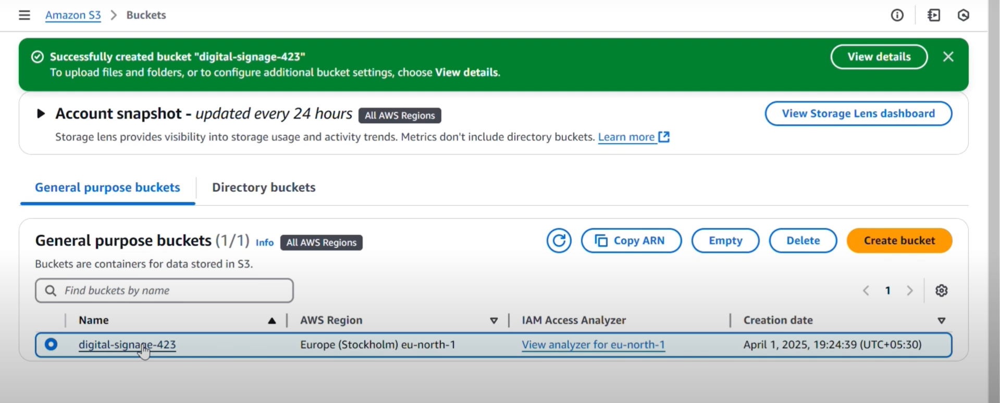 Amazon S3 > Buckets
Successfully created bucket "digital-signage-423"
View details
To upload files and folders, or to configure additional bucket settings, choose View details.
Account snapshot - updated every 24 hours All AWS Regions
View Storage Lens dashboard
Storage lens provides visibility into storage usage and activity trends. Metrics don't include directory buckets. Learn more
General purpose buckets Directory buckets
General purpose buckets (1/1) Info All AWS Regions
Copy ARN Empty Delete Create bucket
Buckets are containers for data stored in S3.
Find buckets by name
1
Name AWS Region IAM Access Analyzer Creation date
digital-signage-423 Europe (Stockholm) eu-north-1 View analyzer for eu-north-1 April 1, 2025, 19:24:39 (UTC+05:30)